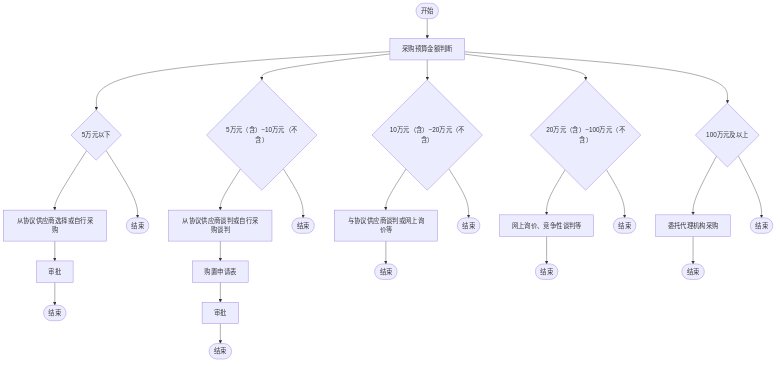 开始
采购预算金额判断
5万元以下
5万元（含）~10万元（不
含）
10万元（含）~20万元（不
含）
20万元（含）~100万元（不
含）
100万元及以上
从协议供应商选择或自行采
购
结束
从协议供应商谈判或自行采
购谈判
结束
与协议供应商谈判或网上询
价等
结束
网上询价、竞争性谈判等
结束
委托代理机构采购
结束
审批
购置申请表
结束
结束
结束
结束
审批
结束